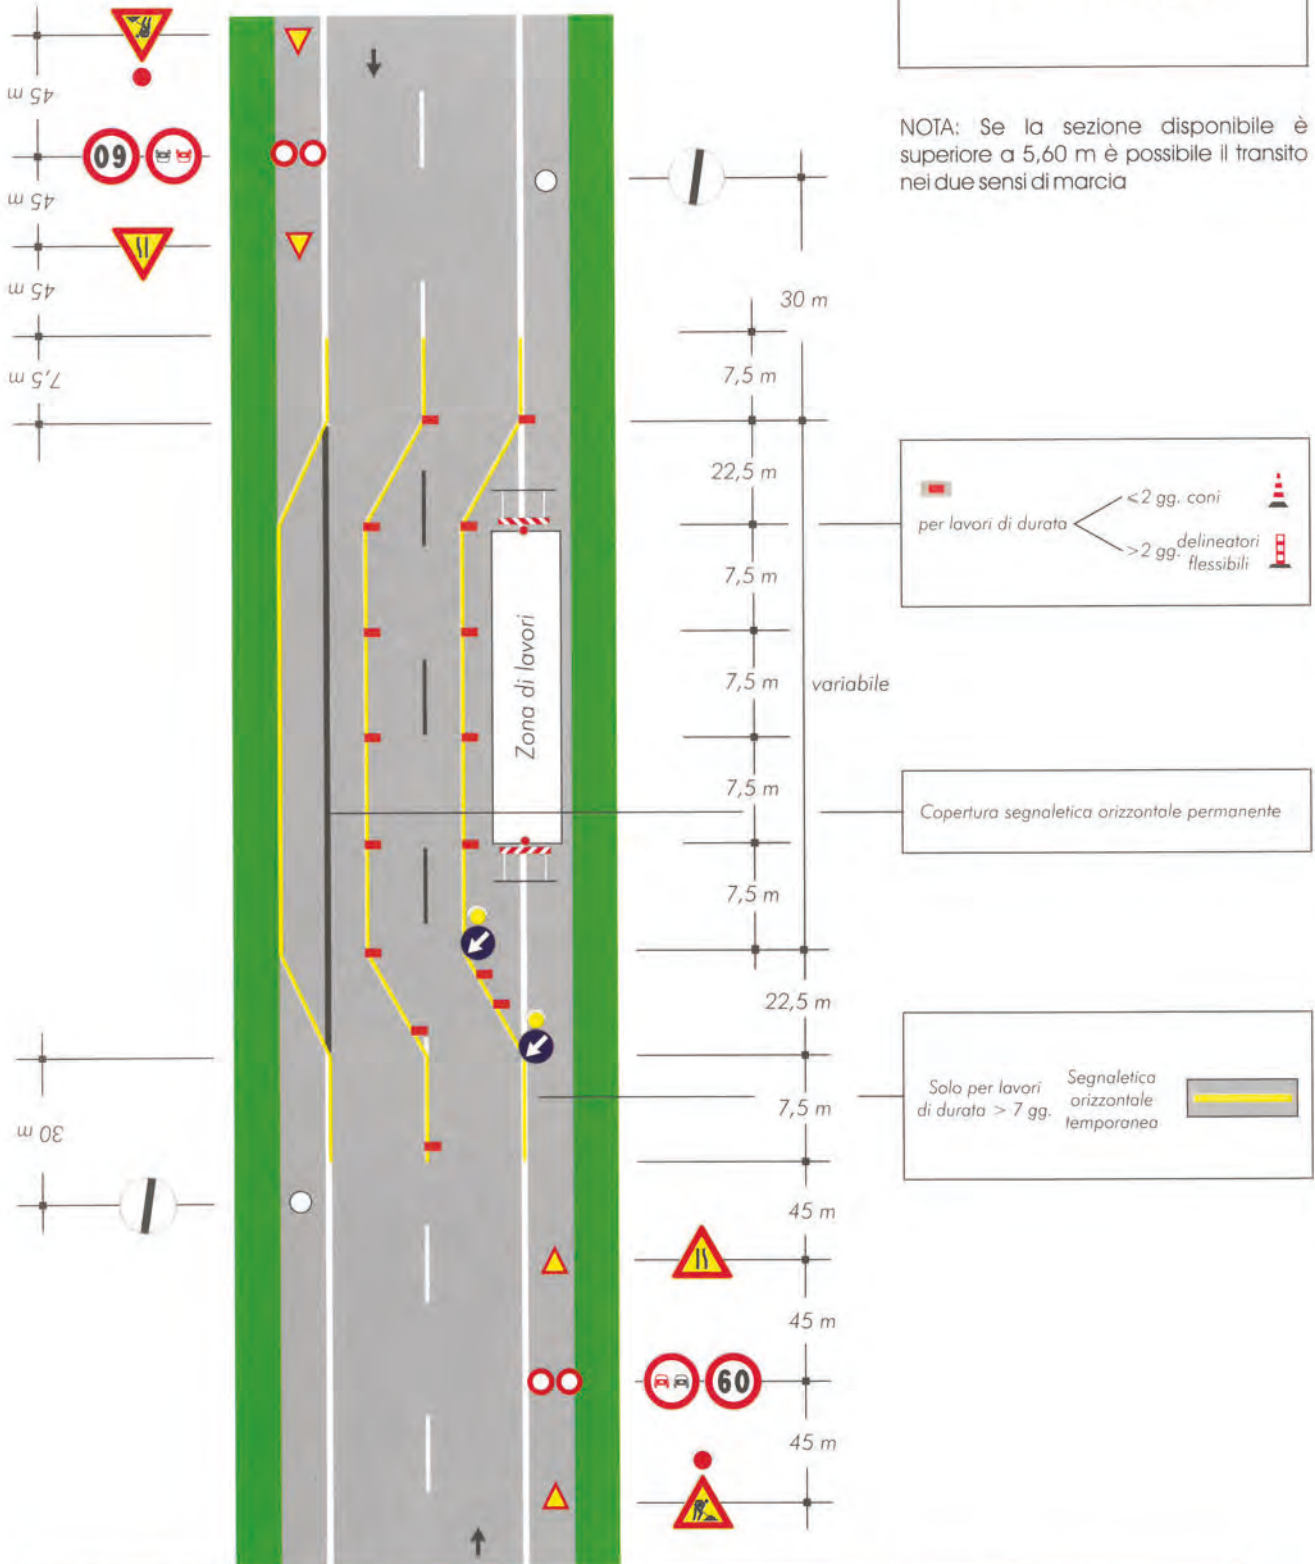 45 m
60
45 m
45 m
7,5 m
NOTA: Se la sezione disponibile è
superiore a 5,60 m è possibile il transito
nei due sensi di marcia
30 m
7,5 m
22,5 m
7,5 m
7,5 m
variabile
7,5 m
7,5 m
Zona di lavori
per lavori di durata
<2 gg. coni
>2 gg. delineatori
flessibili
Copertura segnaletica orizzontale permanente
22,5 m
7,5 m
Solo per lavori
di durata > 7 gg.
Segnaletica
orizzontale
temporanea
30 m
45 m
45 m
60
45 m